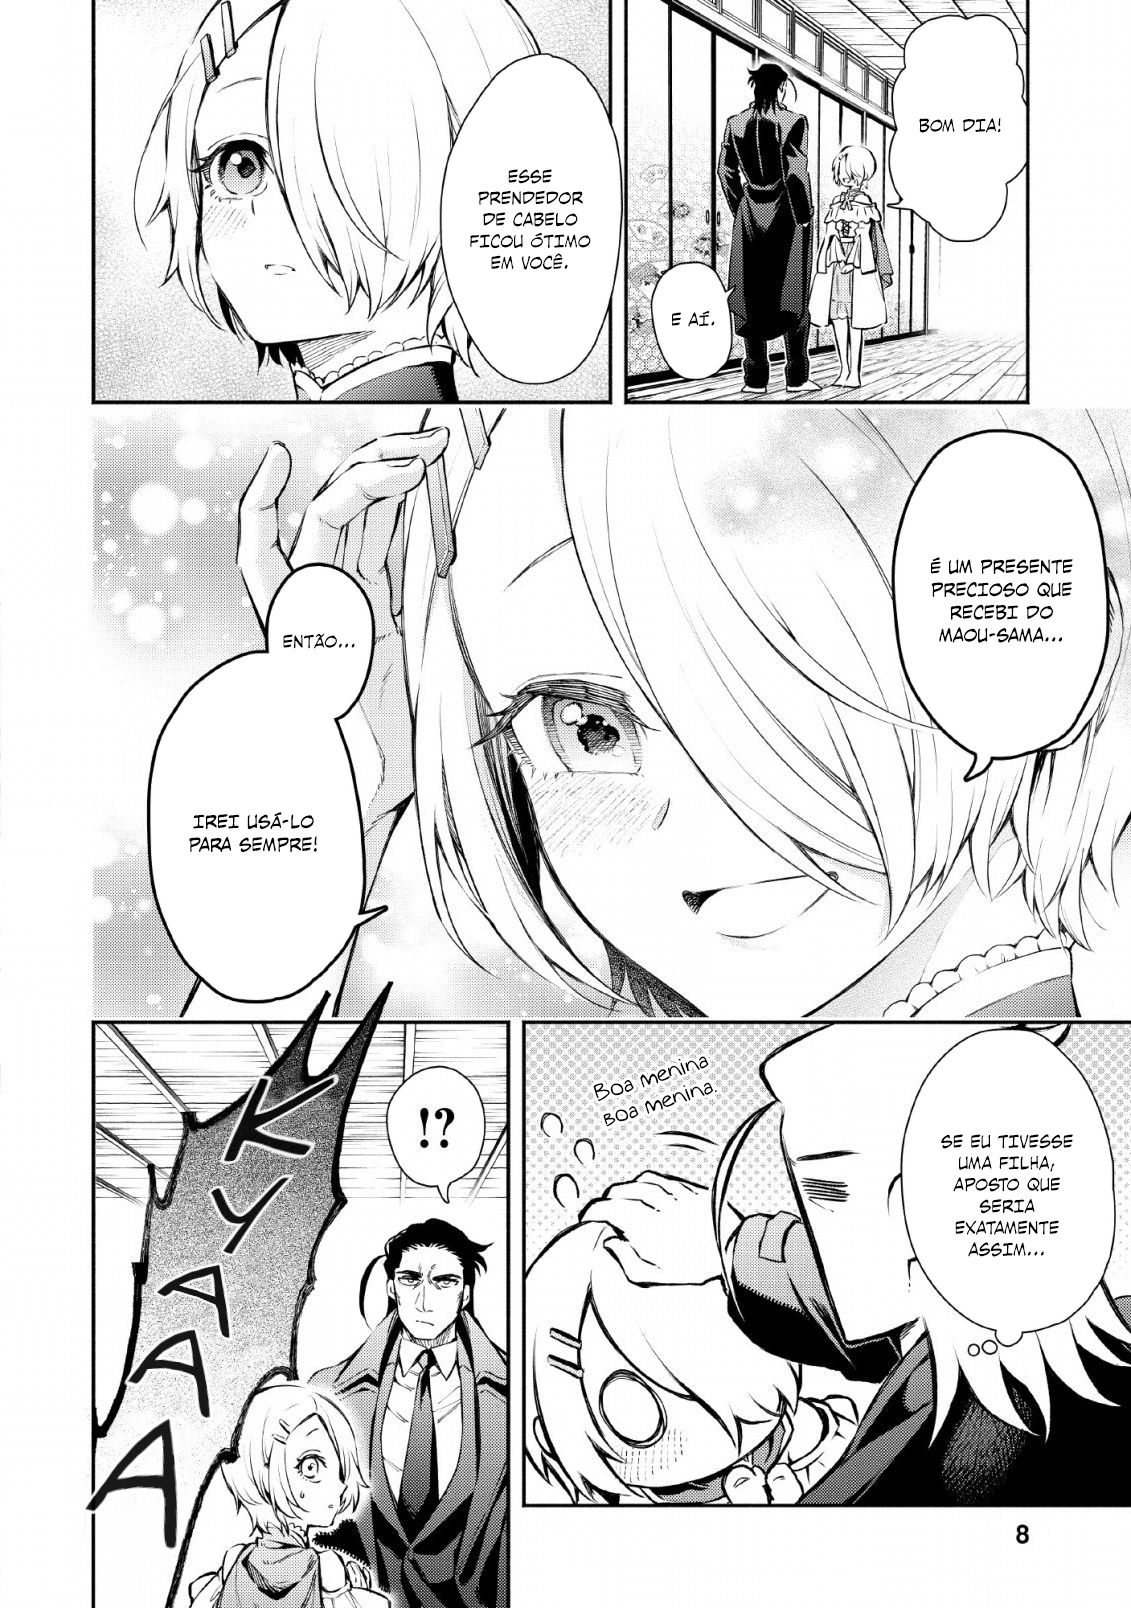 BOM DIA!
E AÍ.
ESSE
PRENDEDOR
DE CABELO
FICOU ÓTIMO
EM VOCÊ.
É UM PRESENTE
PRECIOSO QUE
RECEBI DO
MAOU-SAMA...
ENTÃO...
IREI USÁ-LO
PARA SEMPRE!
SE EU TIVESSE
UMA FILHA,
APOSTO QUE
SERIA
EXATAMENTE
ASSIM...
Boa menina
Boa menina.
!?
KYAAAA
8